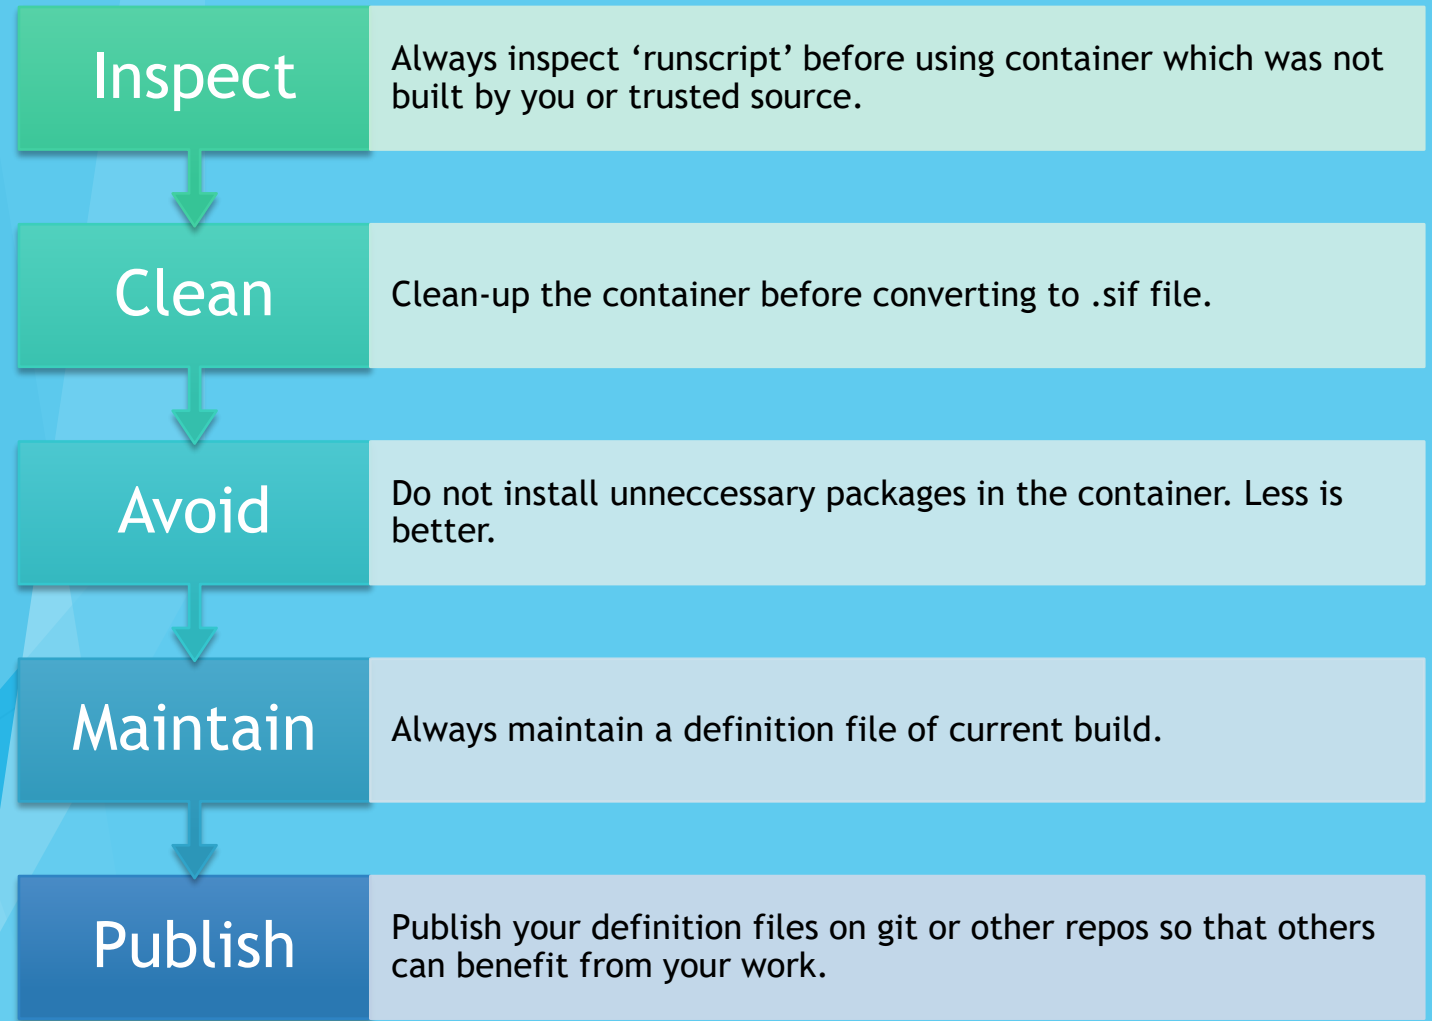 Inspect
Always inspect ‘runscript’ before using container which was not
built by you or trusted source.
Clean
Clean-up the container before converting to .sif file.
Avoid
Do not install unneccessary packages in the container. Less is
better.
Maintain
Always maintain a definition file of current build.
Publish
Publish your definition files on git or other repos so that others
can benefit from your work.